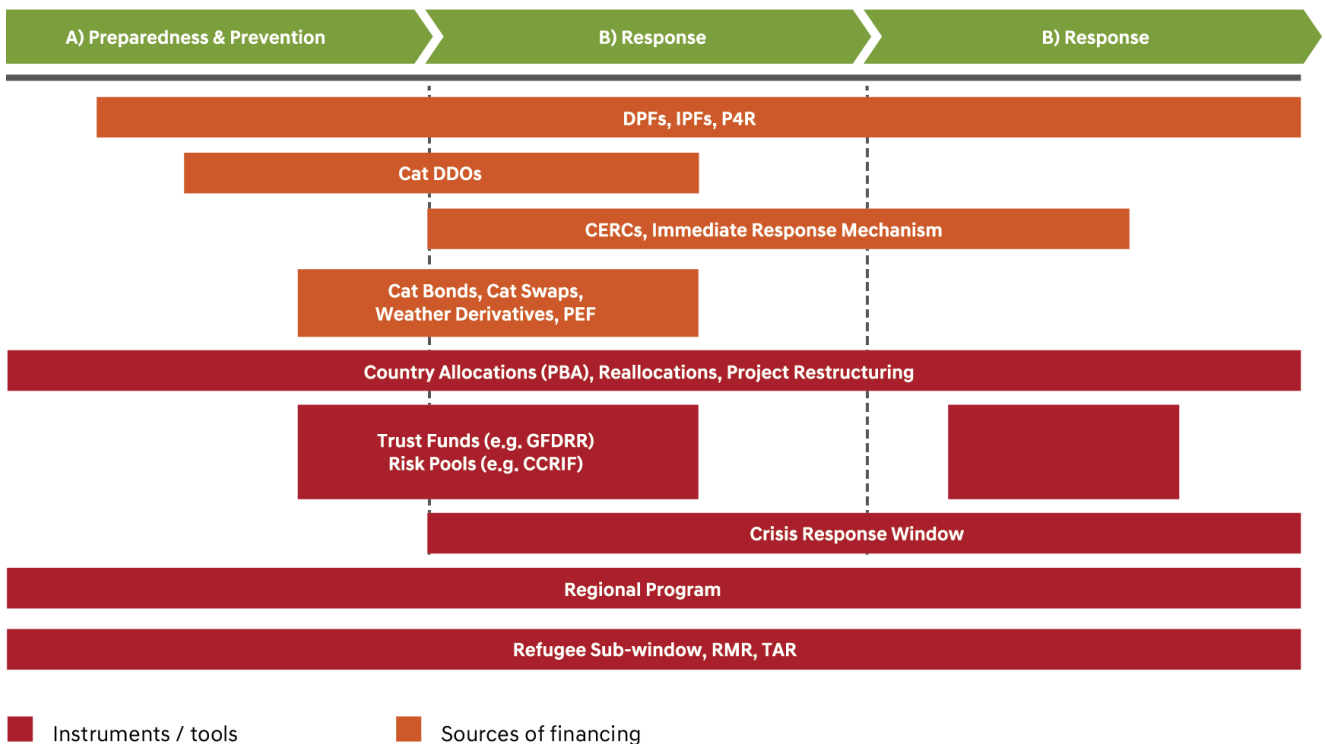 A) Preparedness & Prevention
B) Response
B) Response
DPFs, IPFs, P4R
Cat DDOs
CERCs, Immediate Response Mechanism
Cat Bonds, Cat Swaps,
Weather Derivatives, PEF
Country Allocations (PBA), Reallocations, Project Restructuring
Trust Funds (e.g. GFDRR)
Risk Pools (e.g. CCRIF)
Crisis Response Window
Regional Program
Refugee Sub-window, RMR, TAR
Instruments / tools
Sources of financing